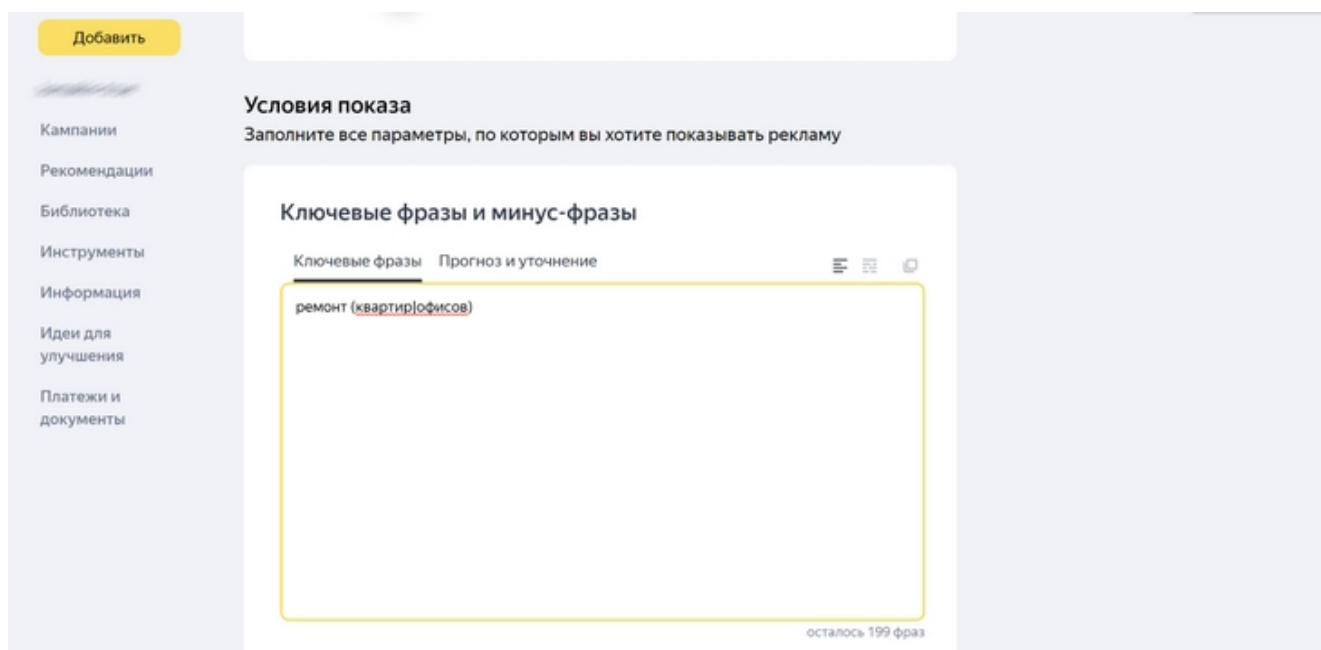 Добавить
Условия показа
Заполните все параметры, по которым вы хотите показывать рекламу
Кампании
Рекомендации
Библиотека
Инструменты
Информация
Идеи для
улучшения
Платежи и
документы
Ключевые фразы и минус-фразы
Ключевые фразы Прогноз и уточнение
ремонт (квартир|офисов)
осталось 199 фраз